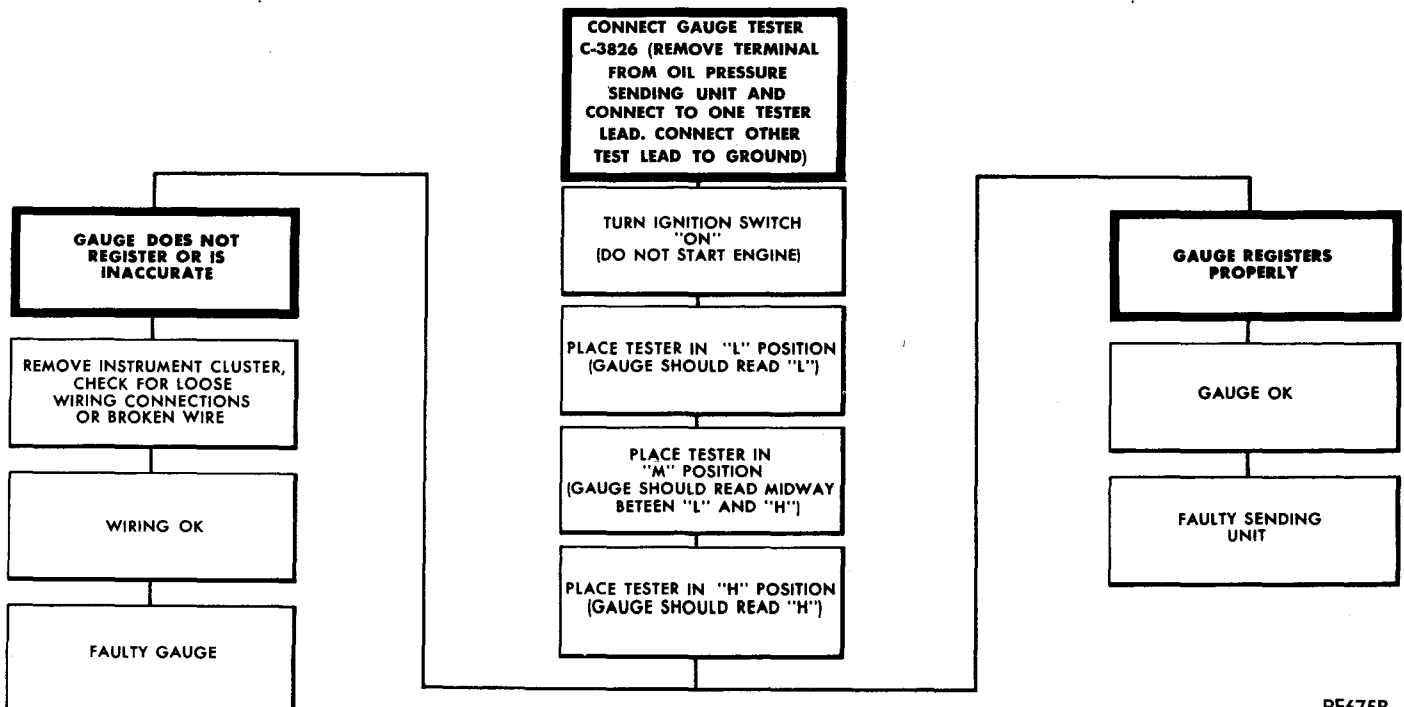 CONNECT GAUGE TESTER
C-3826 (REMOVE TERMINAL
FROM OIL PRESSURE
SENDING UNIT AND
CONNECT TO ONE TESTER
LEAD. CONNECT OTHER
TEST LEAD TO GROUND)
TURN IGNITION SWITCH
"ON"
(DO NOT START ENGINE)
PLACE TESTER IN "L" POSITION
(GAUGE SHOULD READ "L")
PLACE TESTER IN
"M" POSITION
(GAUGE SHOULD READ MIDWAY
BETEEN "L" AND "H")
PLACE TESTER IN "H" POSITION
(GAUGE SHOULD READ "H")
GAUGE DOES NOT
REGISTER OR IS
INACCURATE
REMOVE INSTRUMENT CLUSTER,
CHECK FOR LOOSE
WIRING CONNECTIONS
OR BROKEN WIRE
WIRING OK
FAULTY GAUGE
GAUGE REGISTERS
PROPERLY
GAUGE OK
FAULTY SENDING
UNIT